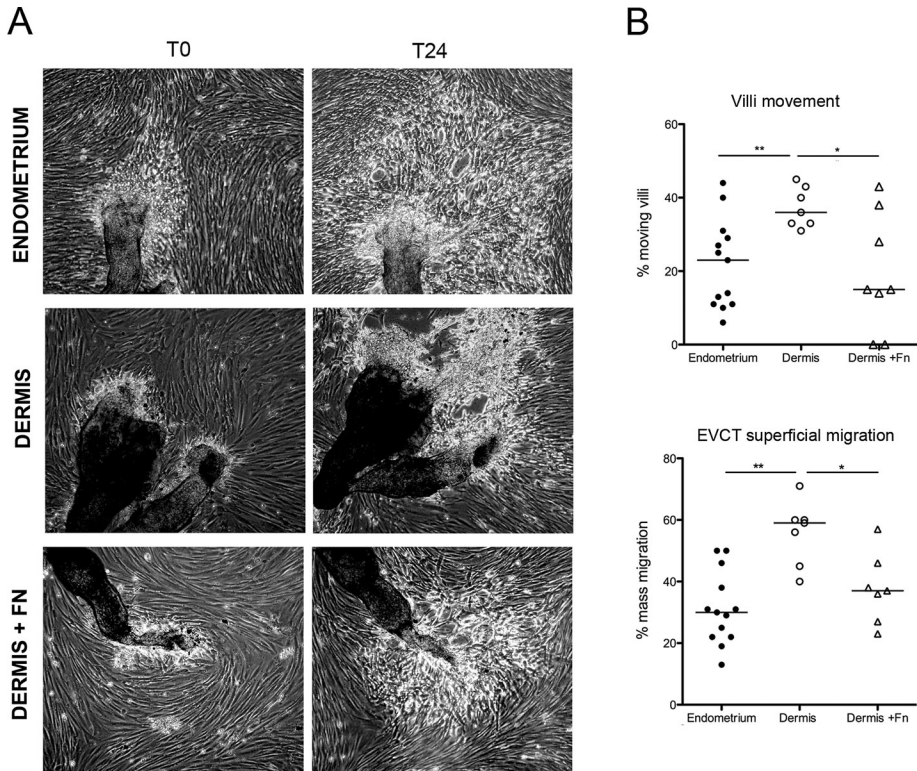 A
T0
T24
ENDOMETRIUM
DERMIS
DERMIS + FN
B
Villi movement
**
*
% moving villi
60
40
20
0
Endometrium
Dermis
Dermis +Fn
EVCT superficial migration
**
*
% mass migration
80
60
40
20
0
Endometrium
Dermis
Dermis +Fn